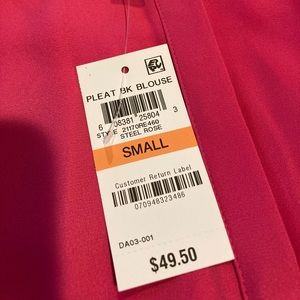 PLEAT BK BLOUSE
6 08381 25804 3
STYLE 21170RE460
STEEL ROSE
SMALL
Customer Return Label
070948323486
DA03-001
$49.50